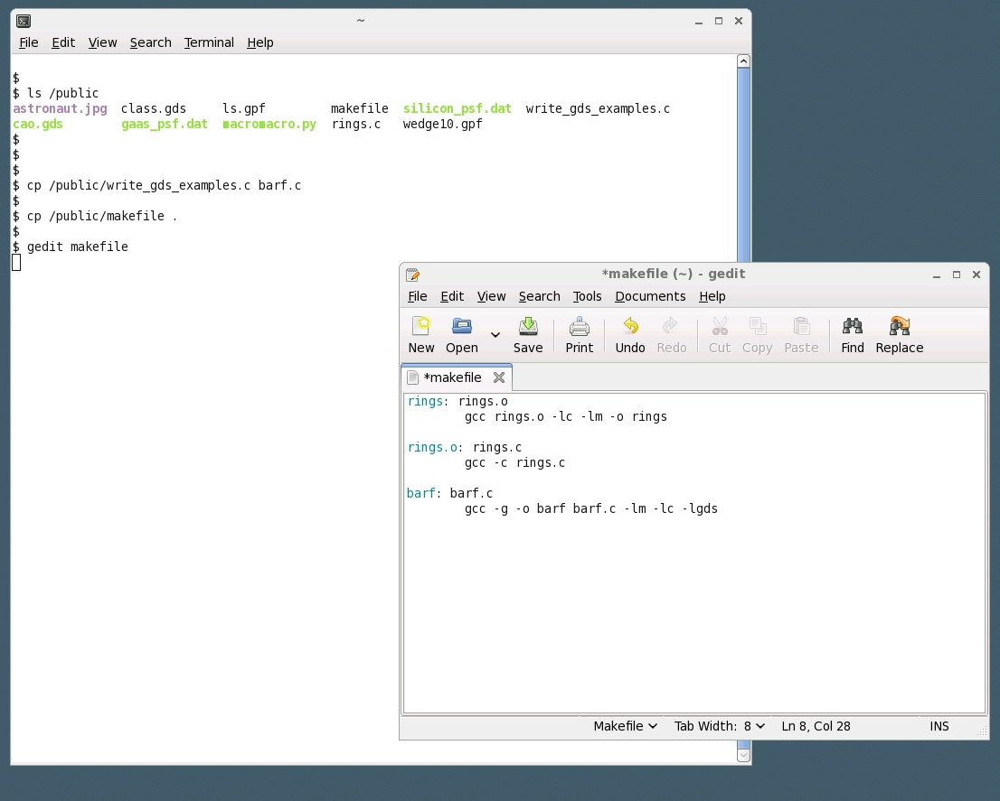 ~
File Edit View Search Terminal Help
$
$ ls /public
astronaut.jpg class.gds ls.gpf makefile silicon_psf.dat write_gds_examples.c
cao.gds gaas_psf.dat macromacro.py rings.c wedge10.gpf
$
$
$
$ cp /public/write_gds_examples.c barf.c
$
$ cp /public/makefile .
$
$ gedit makefile
*makefile (~) - gedit
File Edit View Search Tools Documents Help
New Open Save Print Undo Redo Cut Copy Paste Find Replace
*makefile
rings: rings.o
gcc rings.o -lc -lm -o rings
rings.o: rings.c
gcc -c rings.c
barf: barf.c
gcc -g -o barf barf.c -lm -lc -lgds
Makefile Tab Width: 8 Ln 8, Col 28 INS